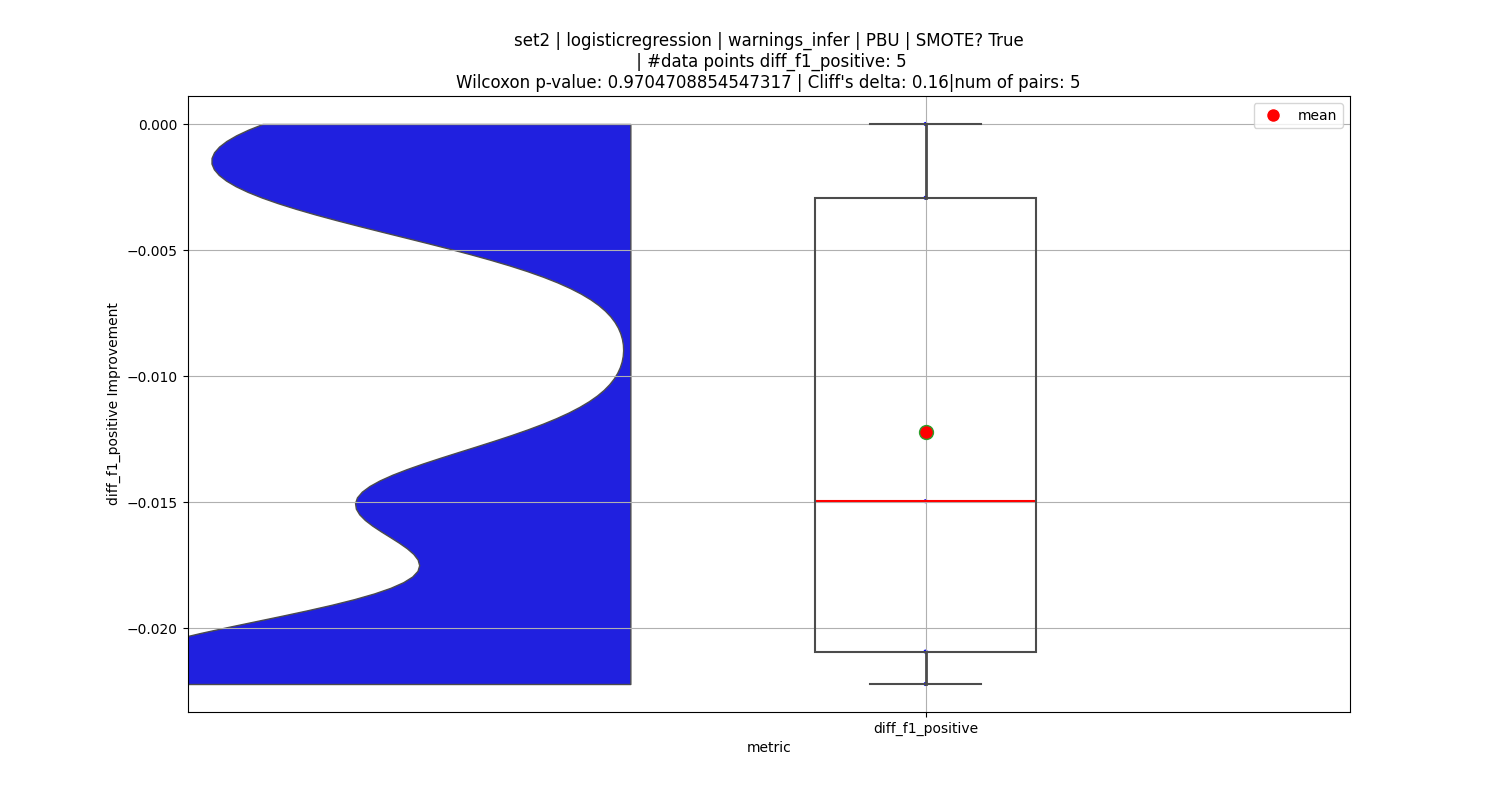 set2 | logisticregression | warnings_infer | PBU | SMOTE? True
| #data points diff_f1_positive: 5
Wilcoxon p-value: 0.9704708854547317 | Cliff's delta: 0.16|num of pairs: 5
mean
0.000
−0.005
−0.010
−0.015
−0.020
diff_f1_positive Improvement
diff_f1_positive
metric